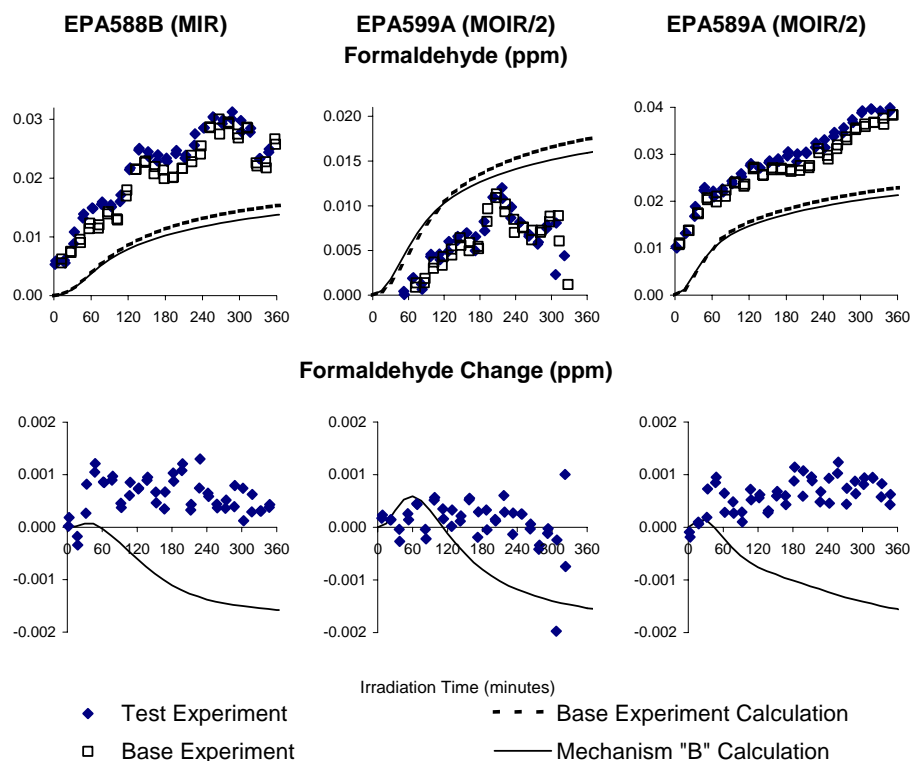 EPA588B (MIR) EPA599A (MOIR/2) EPA589A (MOIR/2)
Formaldehyde (ppm)
0.03
0.02
0.01
0.00
0 60 120 180 240 300 360
0.020
0.015
0.010
0.005
0.000
0 60 120 180 240 300 360
0.04
0.03
0.02
0.01
0.00
0 60 120 180 240 300 360
Formaldehyde Change (ppm)
0.002
0.001
0.000
-0.001
-0.002
0 60 120 180 240 300 360
0.002
0.001
0.000
-0.001
-0.002
0 60 120 180 240 300 360
0.002
0.001
0.000
-0.001
-0.002
0 60 120 180 240 300 360
Irradiation Time (minutes)
Test Experiment Base Experiment Calculation
Base Experiment Mechanism "B" Calculation